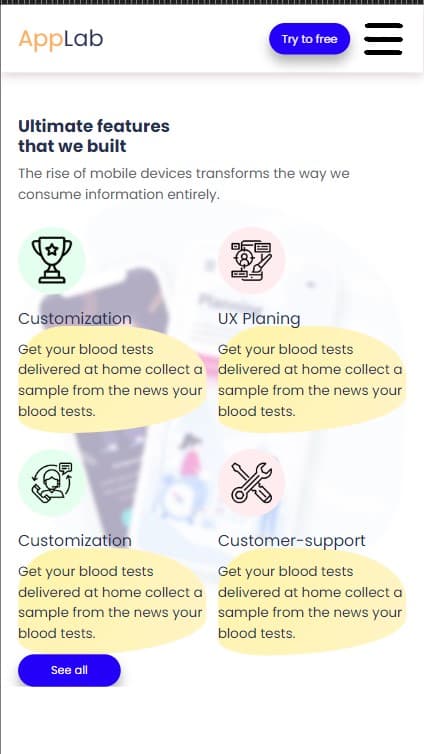 AppLab
Try to free
Ultimate features
that we built
The rise of mobile devices transforms the way we
consume information entirely.
Customization
Get your blood tests
delivered at home collect a
sample from the news your
blood tests.
UX Planing
Get your blood tests
delivered at home collect a
sample from the news your
blood tests.
Customization
Get your blood tests
delivered at home collect a
sample from the news your
blood tests.
Customer-support
Get your blood tests
delivered at home collect a
sample from the news your
blood tests.
See all